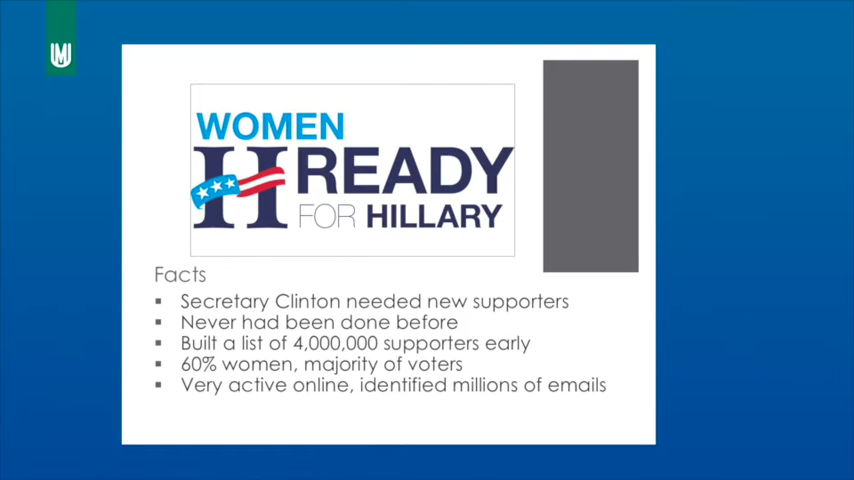 WOMEN
READY
FOR HILLARY
Facts
▪ Secretary Clinton needed new supporters
▪ Never had been done before
▪ Built a list of 4,000,000 supporters early
▪ 60% women, majority of voters
▪ Very active online, identified millions of emails